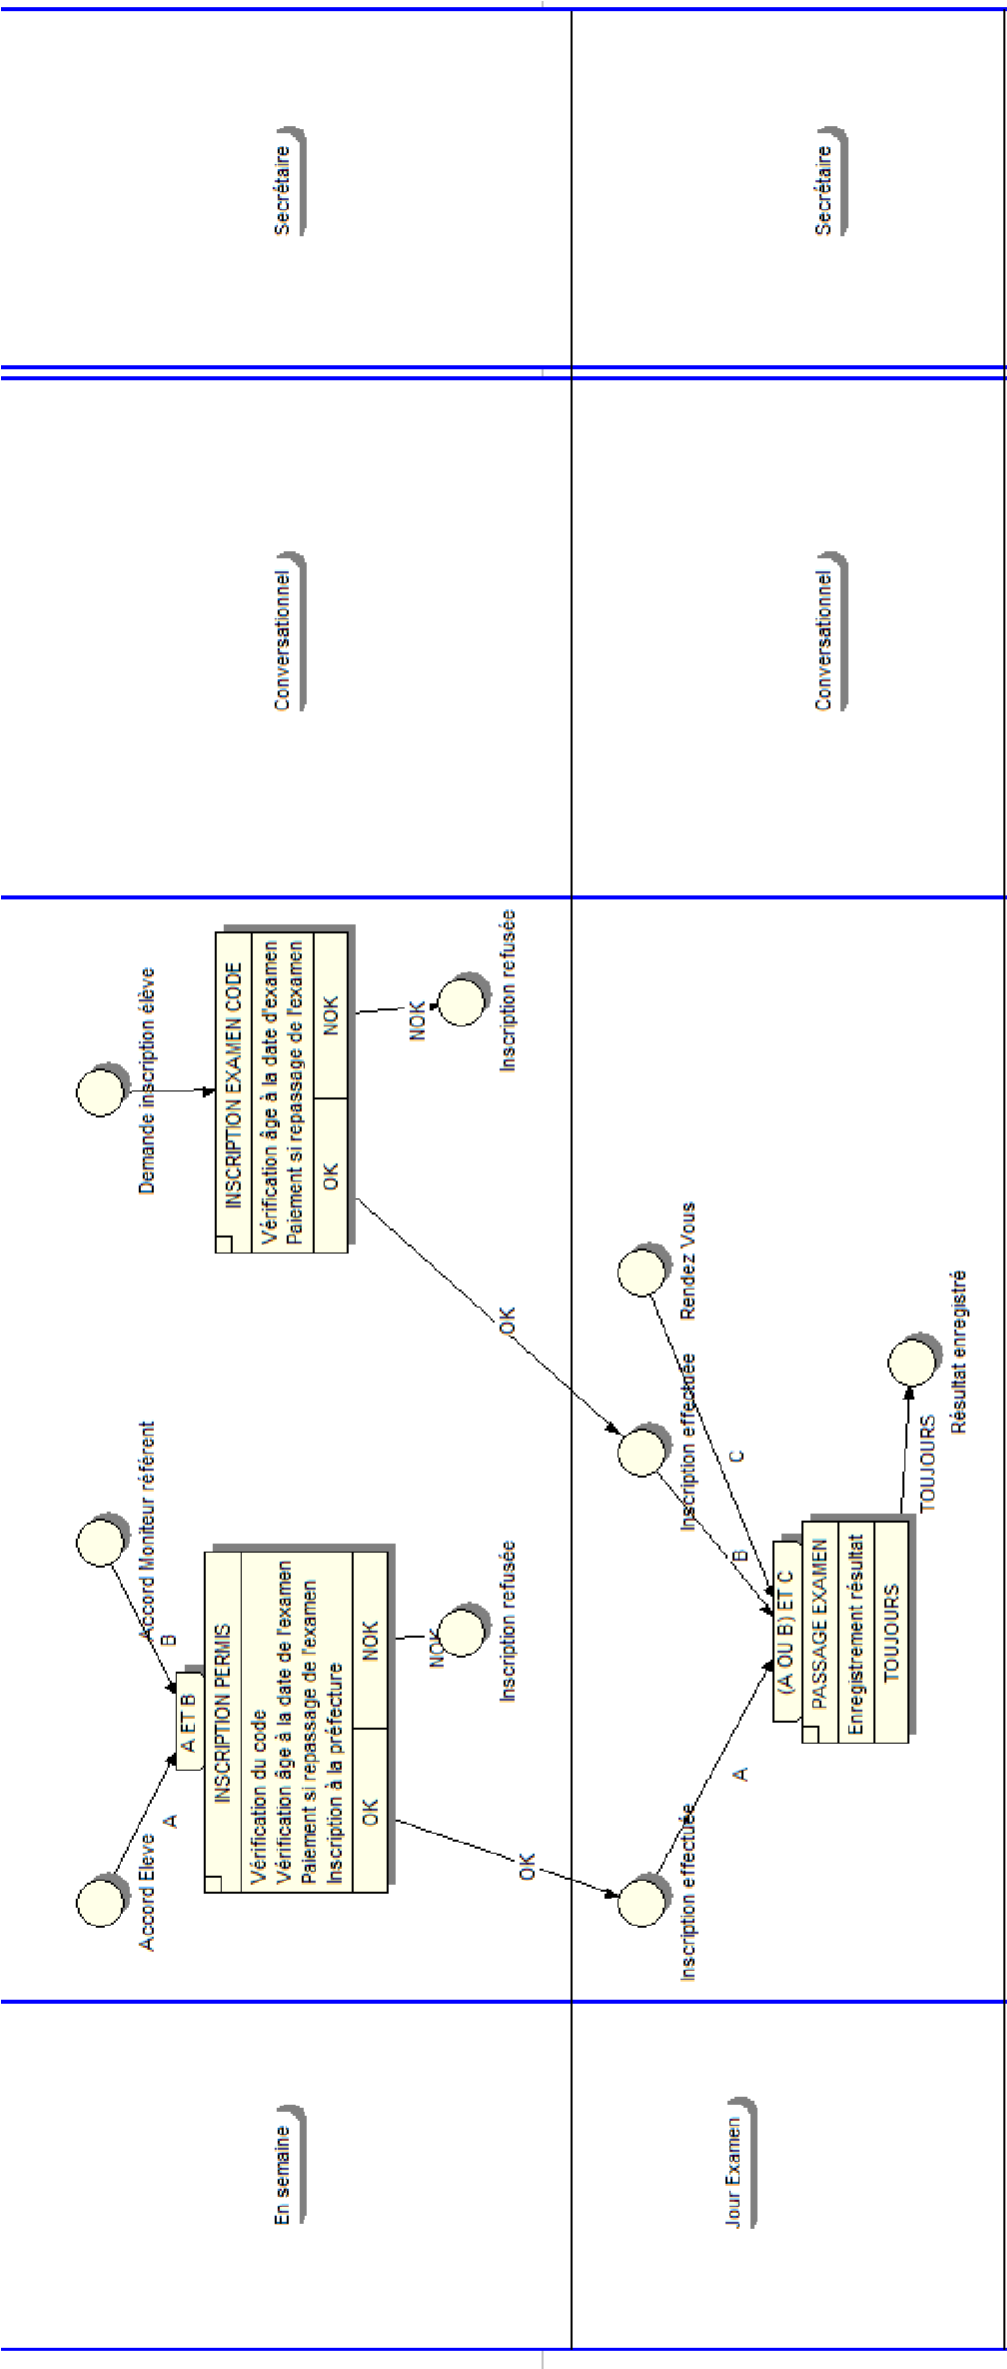 En semaine
Accord Eleve
Accord Moniteur référent
A
B
A ET B
INSCRIPTION PERMIS
Vérification du code
Vérification âge à la date de l'examen
Paiement si repassage de l'examen
Inscription à la préfecture
OK
NOK
OK
NOK
Inscription refusée
Demande inscription élève
INSCRIPTION EXAMEN CODE
Vérification âge à la date d'examen
Paiement si repassage de l'examen
OK
NOK
OK
NOK
Inscription refusée
Conversationnel
Secrétaire
Jour Examen
Inscription effectuée
Inscription effectuée
Rendez Vous
A
B
C
(A OU B) ET C
PASSAGE EXAMEN
Enregistrement résultat
TOUJOURS
TOUJOURS
Résultat enregistré
Conversationnel
Secrétaire